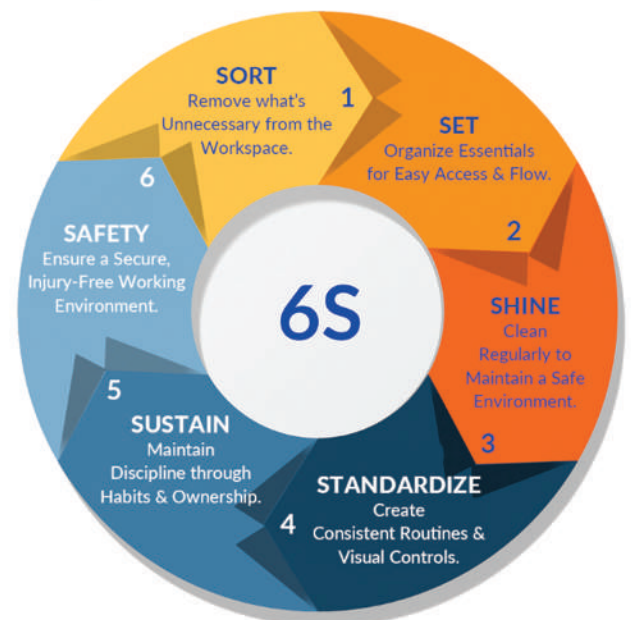 SORT
Remove what's
Unnecessary from the
Workspace.
1
SET
Organize Essentials
for Easy Access & Flow.
2
SHINE
Clean
Regularly to
Maintain a Safe
Environment.
3
STANDARDIZE
Create
Consistent Routines &
Visual Controls.
4
SUSTAIN
Maintain
Discipline through
Habits & Ownership.
5
SAFETY
Ensure a Secure,
Injury-Free Working
Environment.
6
6S